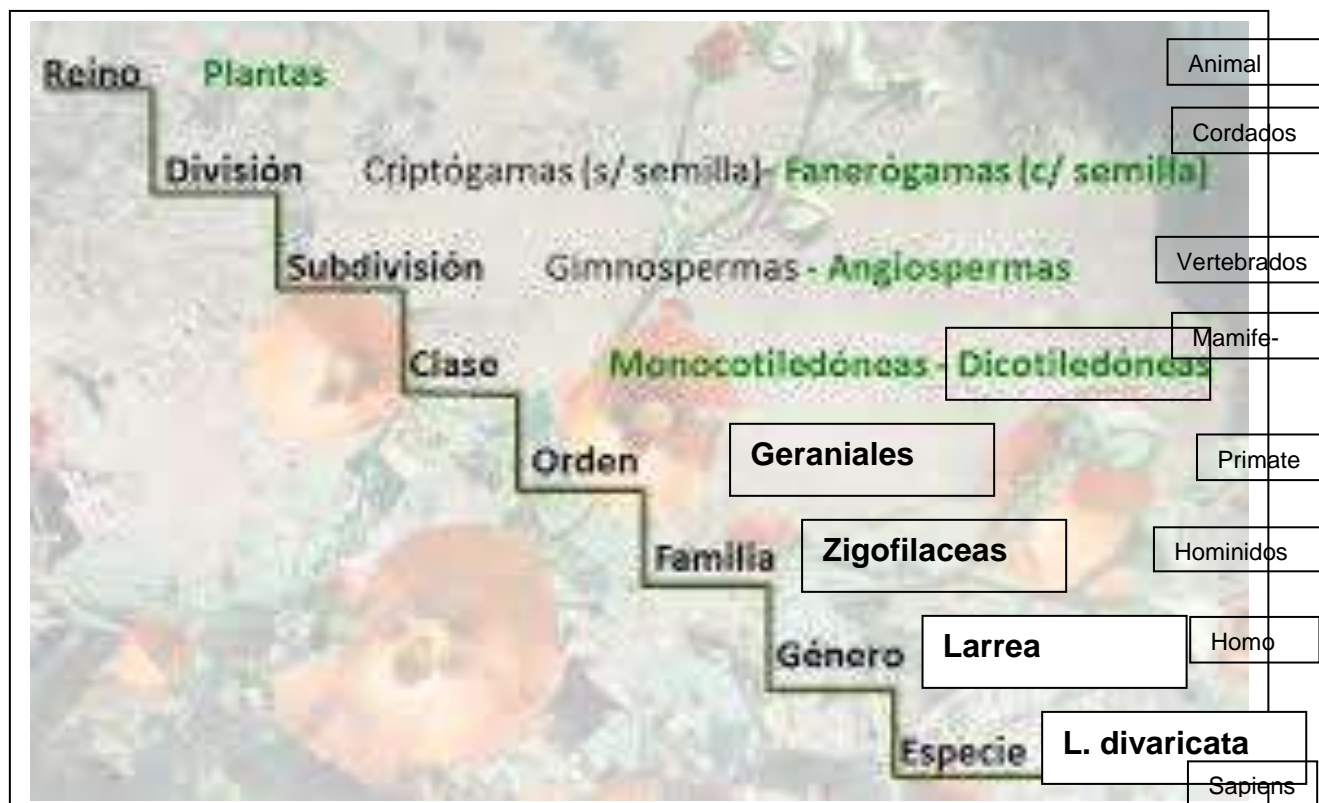 Reino Plantas Animal
Cordados
División Criptógamas (s/ semilla)- Fanerógamas (c/ semilla)
Subdivisión Gimnospermas - Angiospermas Vertebrados
Mamife-
Clase Monocotiledóneas - Dicotiledóneas
Orden Geraniales Primate
Familia Zigofilaceas Hominidos
Género Larrea Homo
Especie L. divaricata
Sapiens